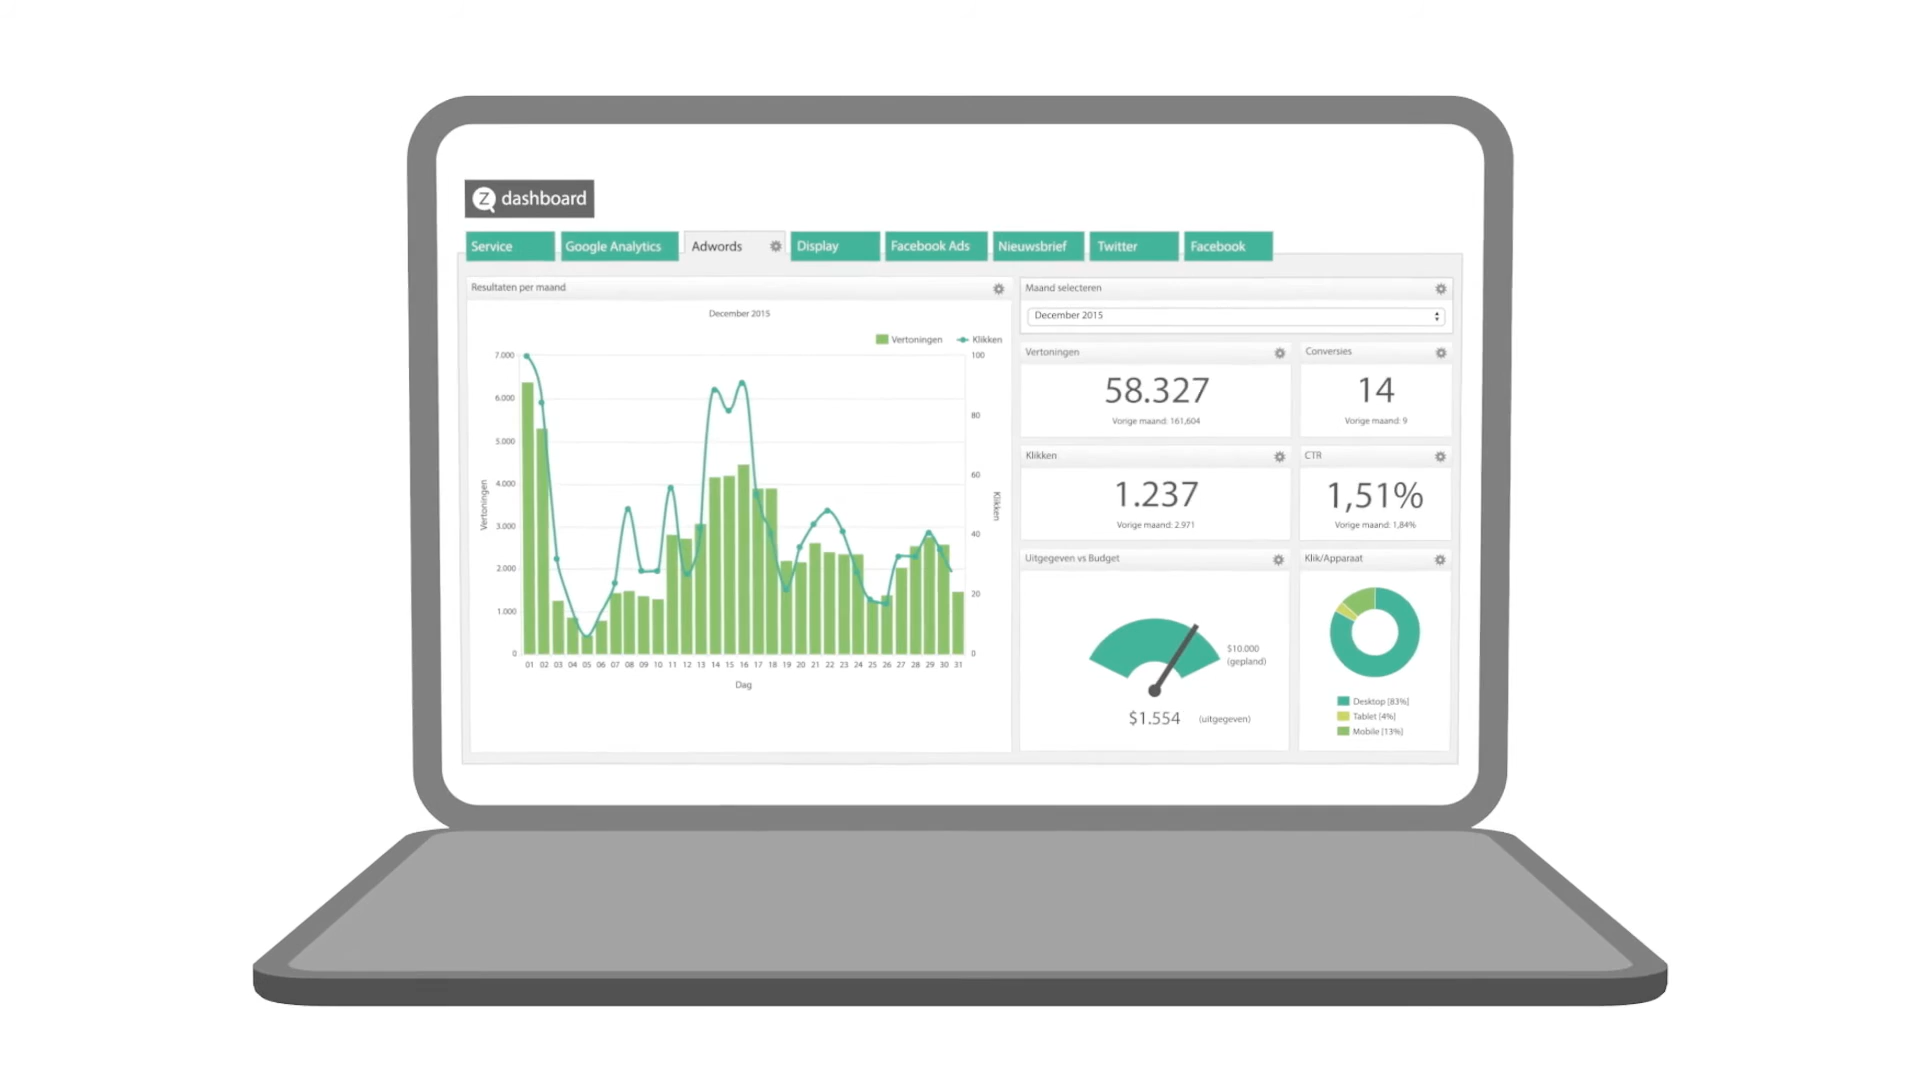 Z dashboard
Service
Google Analytics
Adwords
Display
Facebook Ads
Nieuwsbrief
Twitter
Facebook
Resultaten per maand
December 2015
Vertoningen
Klikken
7.000
6.000
5.000
4.000
3.000
2.000
1.000
0
Vertoningen
100
80
60
40
20
0
Klikken
01 02 03 04 05 06 07 08 09 10 11 12 13 14 15 16 17 18 19 20 21 22 23 24 25 26 27 28 29 30 31
Dag
Maand selecteren
December 2015
Vertoningen
58.327
Vorige maand: 161,604
Conversies
14
Vorige maand: 9
Klikken
1.237
Vorige maand: 2.971
CTR
1,51%
Vorige maand: 1,84%
Uitgegeven vs Budget
$10.000
(gepland)
$1.554 (uitgegeven)
Klik/Apparaat
Desktop [83%]
Tablet [4%]
Mobile [13%]